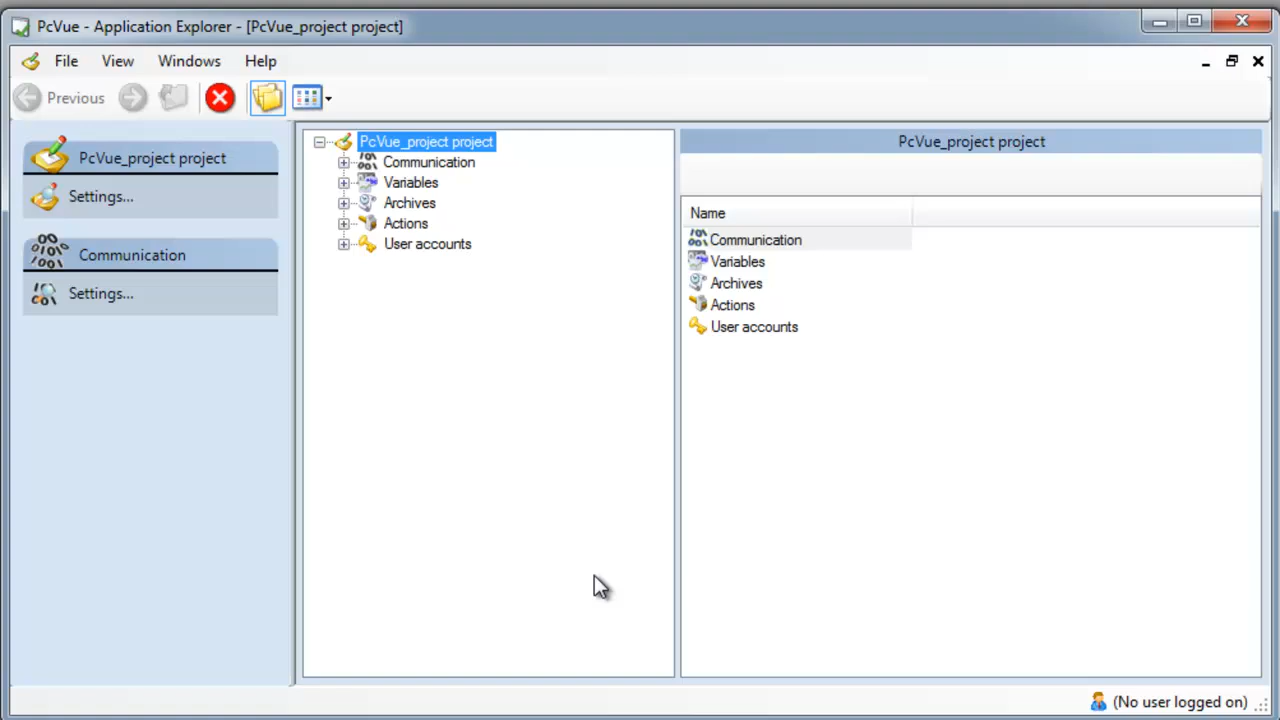 PcVue - Application Explorer - [PcVue_project project]
File View Windows Help
Previous
PcVue_project project
Settings...
Communication
Settings...
PcVue_project project
Communication
Variables
Archives
Actions
User accounts
PcVue_project project
Name
Communication
Variables
Archives
Actions
User accounts
(No user logged on)